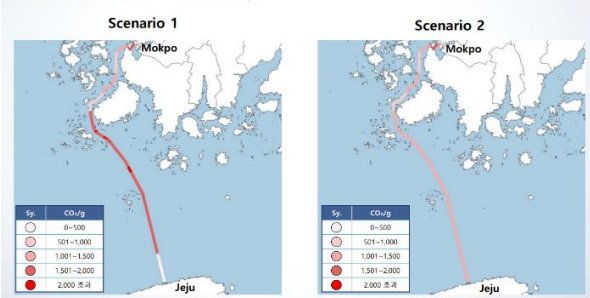 Scenario 1
Mokpo
Jeju
Sy. CO₂/g
0~500
501~1,000
1,001~1,500
1,501~2,000
2,000 초과
Scenario 2
Mokpo
Jeju
Sy. CO₂/g
0~500
501~1,000
1,001~1,500
1,501~2,000
2,000 초과